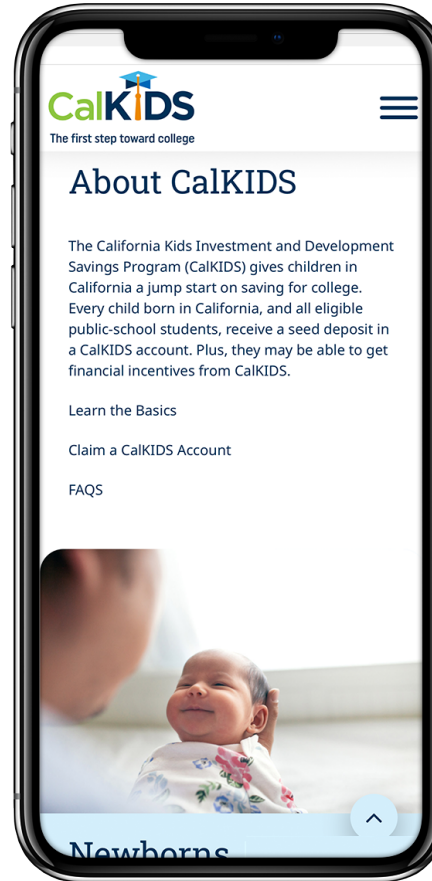 CalKIDS
The first step toward college
About CalKIDS
The California Kids Investment and Development
Savings Program (CalKIDS) gives children in
California a jump start on saving for college.
Every child born in California, and all eligible
public-school students, receive a seed deposit in
a CalKIDS account. Plus, they may be able to get
financial incentives from CalKIDS.
Learn the Basics
Claim a CalKIDS Account
FAQS
Newborns